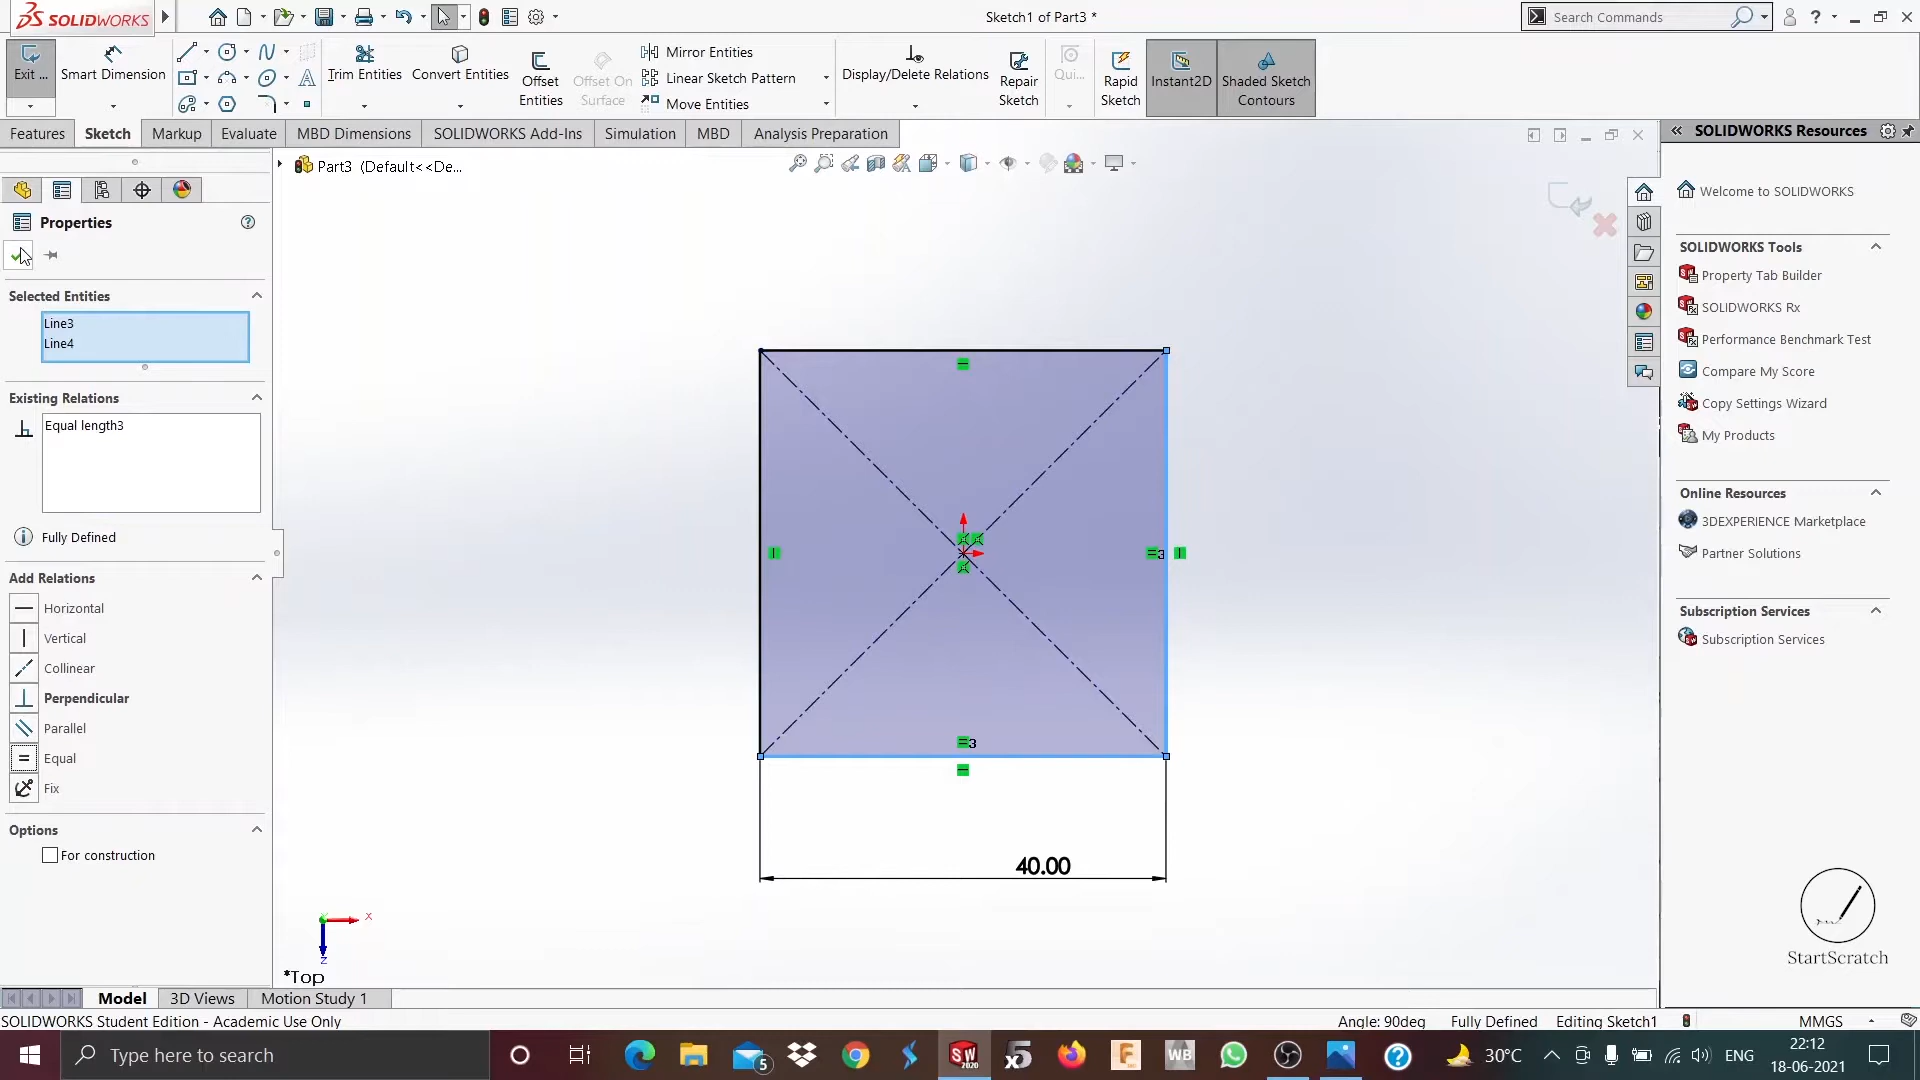 SOLIDWORKS
Sketch1 of Part3 *
Search Commands
Exit ...
Smart Dimension
Trim Entities
Convert Entities
Offset Entities
Offset On Surface
Mirror Entities
Linear Sketch Pattern
Move Entities
Display/Delete Relations
Repair Sketch
Qui...
Rapid Sketch
Instant2D
Shaded Sketch Contours
Features
Sketch
Markup
Evaluate
MBD Dimensions
SOLIDWORKS Add-Ins
Simulation
MBD
Analysis Preparation
SOLIDWORKS Resources
Part3 (Default<<De...
Properties
Selected Entities
Line3
Line4
Existing Relations
Equal length3
Fully Defined
Add Relations
Horizontal
Vertical
Collinear
Perpendicular
Parallel
Equal
Fix
Options
For construction
3
3
40.00
x
z
*Top
Welcome to SOLIDWORKS
SOLIDWORKS Tools
Property Tab Builder
SOLIDWORKS Rx
Performance Benchmark Test
Compare My Score
Copy Settings Wizard
My Products
Online Resources
3DEXPERIENCE Marketplace
Partner Solutions
Subscription Services
Subscription Services
StartScratch
Model
3D Views
Motion Study 1
SOLIDWORKS Student Edition - Academic Use Only
Angle: 90deg
Fully Defined
Editing Sketch1
MMGS
Type here to search
5
SW
2020
x5
F
WB
30°C
ENG
22:12
18-06-2021